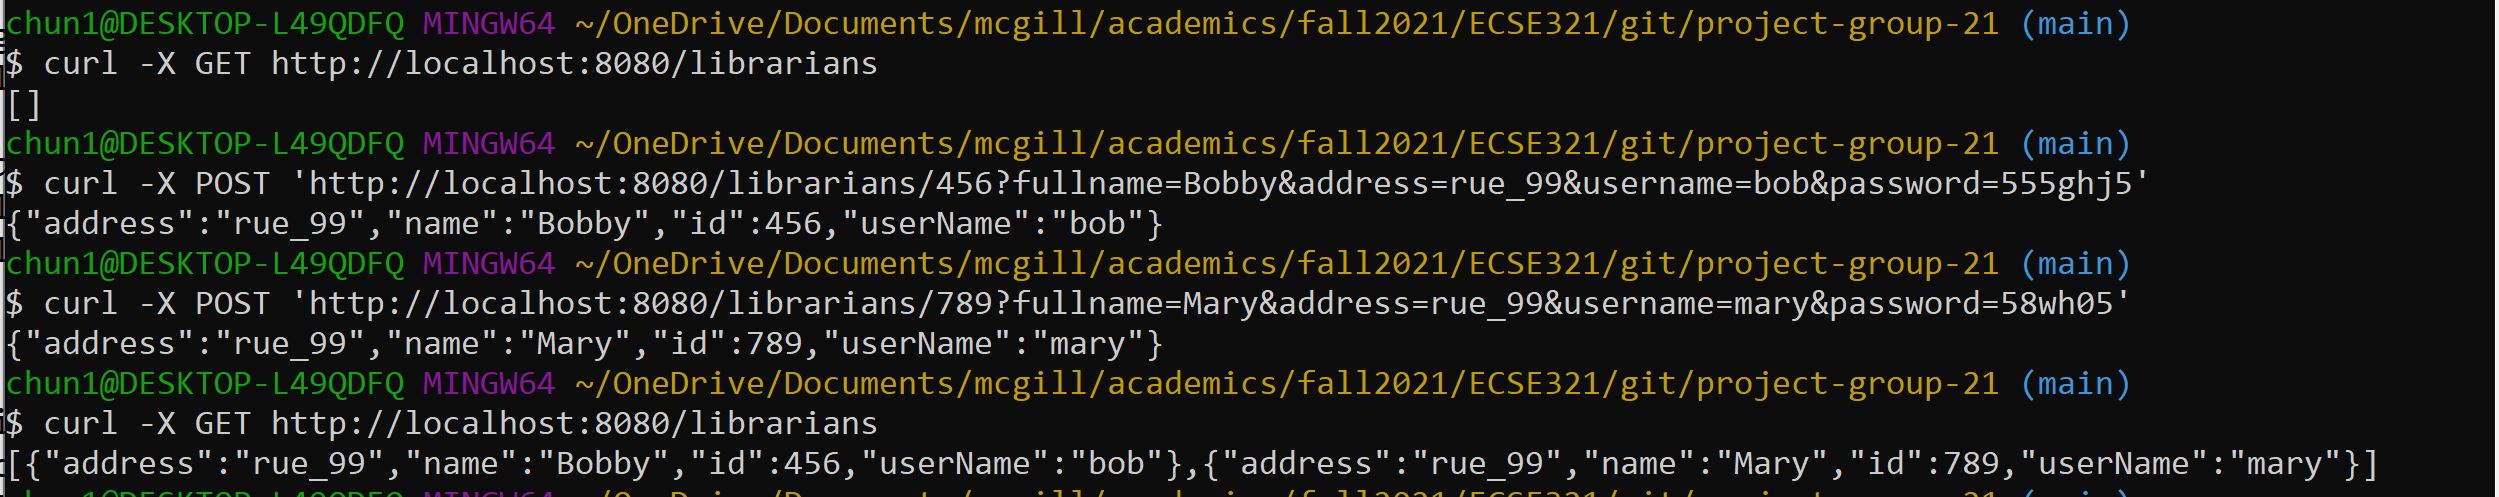 chun1@DESKTOP-L49QDFQ MINGW64 ~/OneDrive/Documents/mcgill/academics/fall2021/ECSE321/git/project-group-21 (main)
$ curl -X GET http://localhost:8080/librarians
[]
chun1@DESKTOP-L49QDFQ MINGW64 ~/OneDrive/Documents/mcgill/academics/fall2021/ECSE321/git/project-group-21 (main)
$ curl -X POST 'http://localhost:8080/librarians/456?fullname=Bobby&address=rue_99&username=bob&password=555ghj5'
{"address":"rue_99","name":"Bobby","id":456,"userName":"bob"}
chun1@DESKTOP-L49QDFQ MINGW64 ~/OneDrive/Documents/mcgill/academics/fall2021/ECSE321/git/project-group-21 (main)
$ curl -X POST 'http://localhost:8080/librarians/789?fullname=Mary&address=rue_99&username=mary&password=58wh05'
{"address":"rue_99","name":"Mary","id":789,"userName":"mary"}
chun1@DESKTOP-L49QDFQ MINGW64 ~/OneDrive/Documents/mcgill/academics/fall2021/ECSE321/git/project-group-21 (main)
$ curl -X GET http://localhost:8080/librarians
[{"address":"rue_99","name":"Bobby","id":456,"userName":"bob"},{"address":"rue_99","name":"Mary","id":789,"userName":"mary"}]